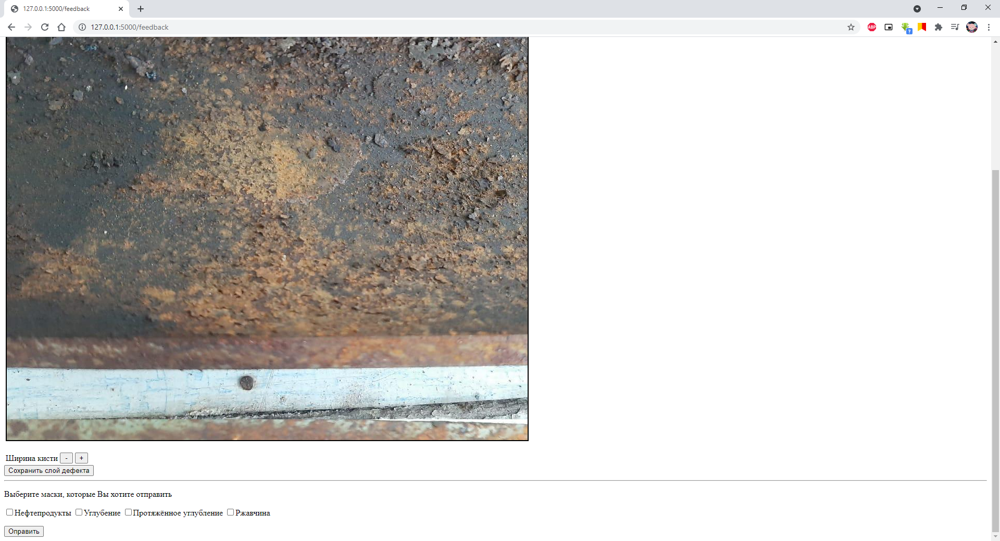 127.0.0.1:5000/feedback
127.0.0.1:5000/feedback
ABP
?
Ширина кисти - +
Сохранить слой дефекта
Выберите маски, которые Вы хотите отправить
Нефтепродукты Углубение Протяжённое углубление Ржавчина
Оправить